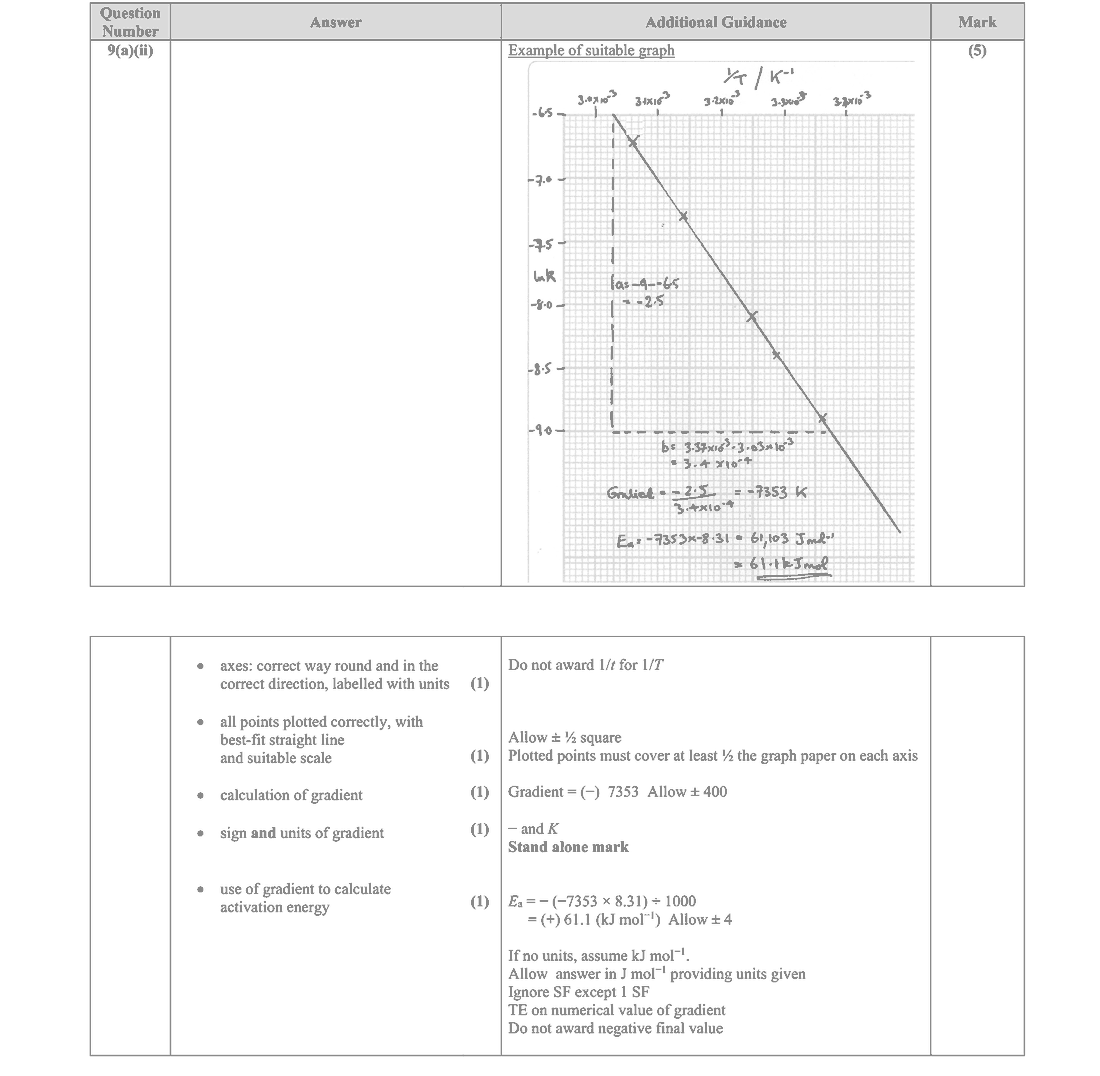 Question Number Answer Additional Guidance Mark
9(a)(ii) Example of suitable graph (5)
1/T / K⁻¹
3.0x10⁻³ 3.1x10⁻³ 3.2x10⁻³ 3.3x10⁻³
-6.5
-7.0
-7.5
lnk
a= -9--6.5
= -2.5
-8.0
-8.5
-9.0
b= 3.37x10⁻³-3.03x10⁻³
= 3.4 x10⁻⁴
Gradient = -2.5 / 3.4x10⁻⁴ = -7353 K
Ea = -7353x-8.31 = 61,103 Jmol⁻¹
= 61.1kJmol
• axes: correct way round and in the Do not award 1/t for 1/T
correct direction, labelled with units (1)
• all points plotted correctly, with
best-fit straight line Allow ± ½ square
and suitable scale (1) Plotted points must cover at least ½ the graph paper on each axis
• calculation of gradient (1) Gradient = (−) 7353 Allow ± 400
• sign and units of gradient (1) − and K
Stand alone mark
• use of gradient to calculate
activation energy (1) Eₐ = − (−7353 × 8.31) ÷ 1000
= (+) 61.1 (kJ mol⁻¹) Allow ± 4
If no units, assume kJ mol⁻¹.
Allow answer in J mol⁻¹ providing units given
Ignore SF except 1 SF
TE on numerical value of gradient
Do not award negative final value